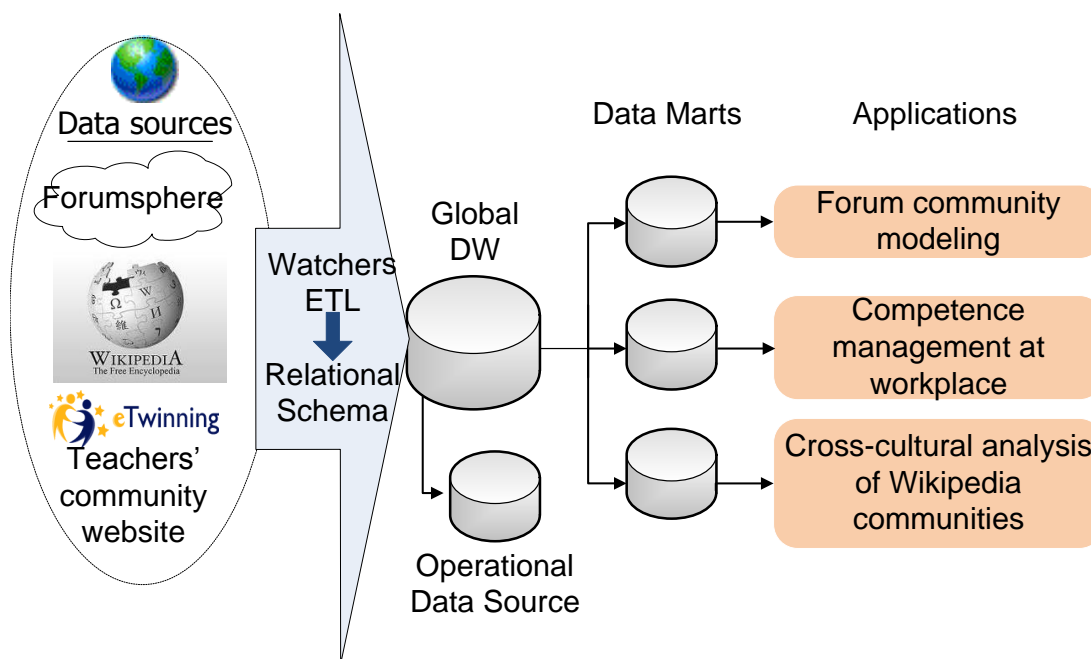 Data sources
Forumsphere
Ω
W
И
維
WIKIPEDIA
The Free Encyclopedia
eTwinning
Teachers’
community
website
Watchers
ETL
Relational
Schema
Global
DW
Operational
Data Source
Data Marts
Applications
Forum community
modeling
Competence
management at
workplace
Cross-cultural analysis
of Wikipedia
communities